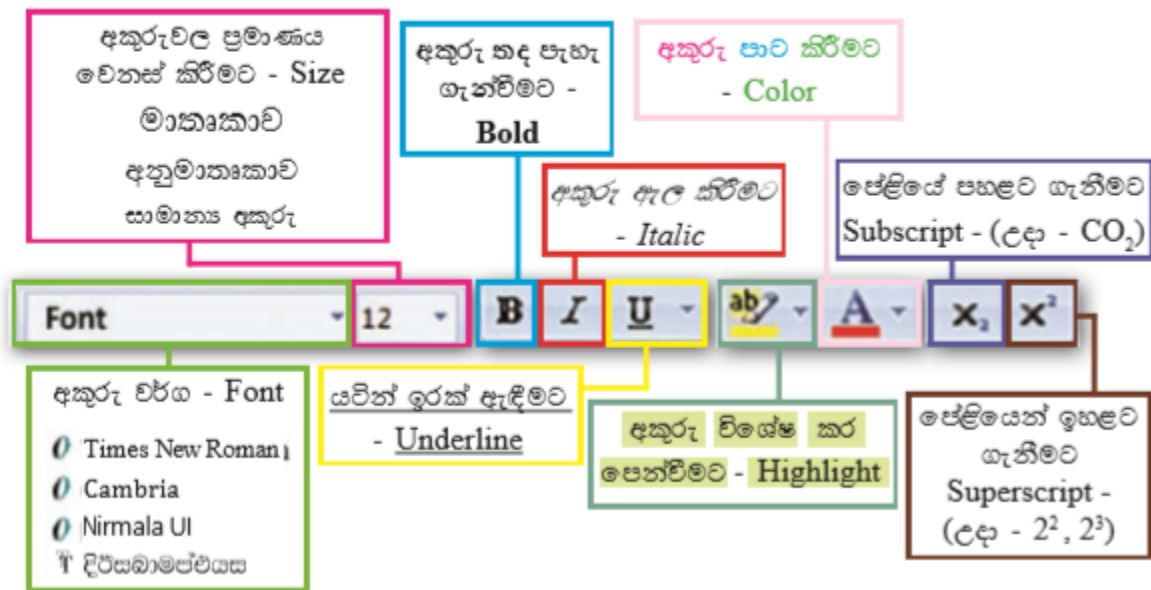 අකුරුවල ප්‍රමාණය
වෙනස් කිරීමට - Size
මාතෘකාව
අනුමාතෘකාව
සාමාන්‍ය අකුරු
අකුරු තද පැහැ
ගැන්වීමට -
Bold
අකුරු පාට කිරීමට
- Color
අකුරු ඇල කිරීමට
- Italic
පේළියේ පහළට ගැනීමට
Subscript - (උදා - CO₂)
Font
12
B
I
U
ab
A
X₂
X²
අකුරු වර්ග - Font
Times New Roman
Cambria
Nirmala UI
යටින් ඉරක් ඇඳීමට
- Underline
අකුරු විශේෂ කර
පෙන්වීමට - Highlight
පේළියෙන් ඉහළට
ගැනීමට
Superscript -
(උදා - 2², 2³)